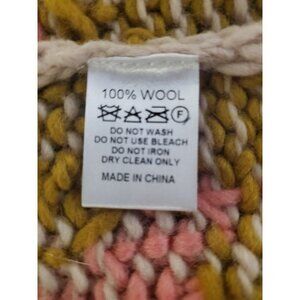 100% WOOL
F
DO NOT WASH
DO NOT USE BLEACH
DO NOT IRON
DRY CLEAN ONLY
MADE IN CHINA